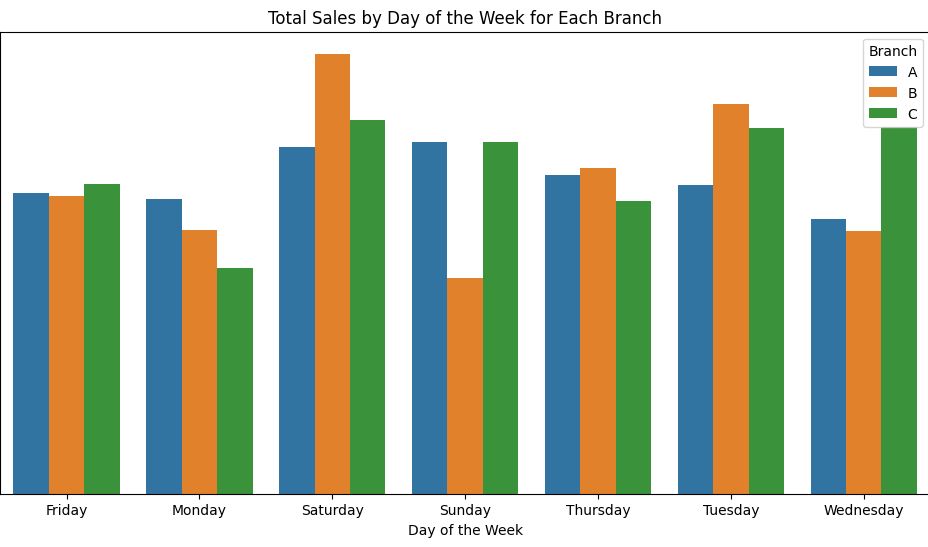 Total Sales by Day of the Week for Each Branch
Branch
A
B
C
Friday Monday Saturday Sunday Thursday Tuesday Wednesday
Day of the Week